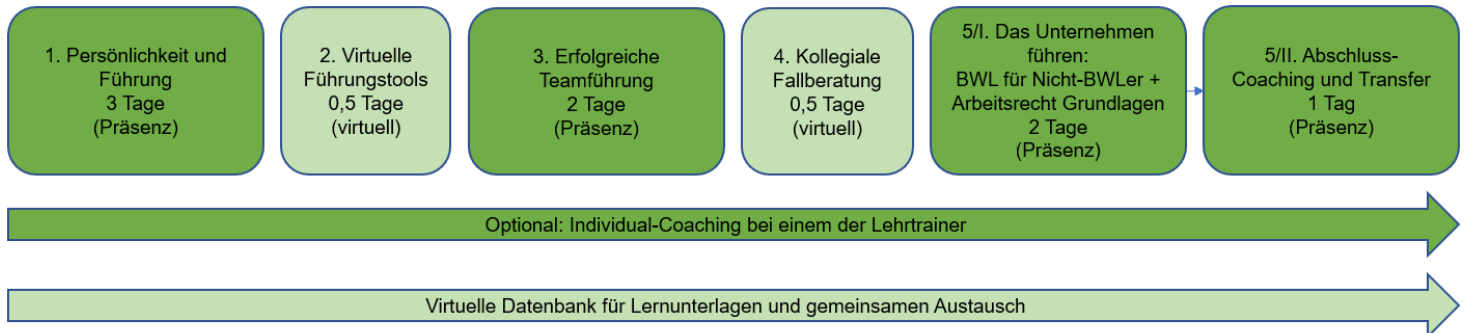 1. Persönlichkeit und
Führung
3 Tage
(Präsenz)
2. Virtuelle
Führungstools
0,5 Tage
(virtuell)
3. Erfolgreiche
Teamführung
2 Tage
(Präsenz)
4. Kollegiale
Fallberatung
0,5 Tage
(virtuell)
5/I. Das Unternehmen
führen:
BWL für Nicht-BWLer +
Arbeitsrecht Grundlagen
2 Tage
(Präsenz)
5/II. Abschluss-
Coaching und Transfer
1 Tag
(Präsenz)
Optional: Individual-Coaching bei einem der Lehrtrainer
Virtuelle Datenbank für Lernunterlagen und gemeinsamen Austausch